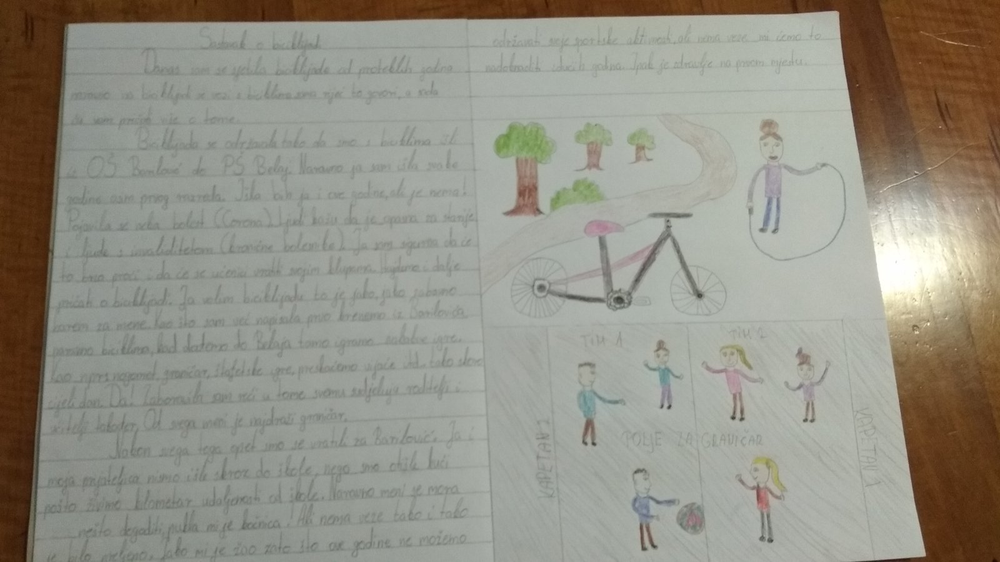 Sastavak o biciklijadi
Danas sam se sjetila biciklijade od proteklih godina
naravno na biciklijadi se vozi s biciklima sama riječ to govori, a sada
ću vam pričati više o tome.
Biciklijada se održavala tako da smo s biciklima išli
iz OŠ Barilović do PŠ Belaj. Naravno ja sam išla svake
godine osim prvog razreda. Išla bih ja i ove godine, ali je nema!
Pojavila se neka bolest (Corona). Ljudi kažu da je opasna za starije
i ljude s invaliditetom (kronične bolesnike). Ja sam sigurna da će
to brzo proći i da će se učenici vratiti svojim klupama. Hajdemo i dalje
pričati o biciklijadi. Ja volim biciklijadu to je jako, jako zabavno
barem za mene. Kao što sam već napisala prvo krenemo iz Barilovića
naravno biciklima, kad dođemo do Belaja tamo igramo svakakve igre.
kao npr: nogomet, graničar, štafetske igre, preskačemo vijače itd. tako skoro
cijeli dan. Da! Zaboravila sam reći u tome svemu sudjeluju roditelji i
učitelji također. Od svega meni je najdraži graničar.
Nakon svega toga opet smo se vratili za Barilović. Ja i
moja prijateljica nismo išle skroz do škole, nego smo otišle kući
pošto živimo kilometar udaljenosti od škole. Naravno meni se mora
nešto dogoditi, pukla mi je kočnica! Ali nema veze tako i tako
je bilo Jako mi je žao zato što ove godine ne možemo
održavati svoje sportske aktivnosti, ali nema veze mi ćemo to
nadoknaditi idućih godina. Ipak je zdravlje na prvom mjestu.
TIM 1
TIM 2
KAPETAN 2
POLJE ZA GRANIČAR
KAPETAN 1